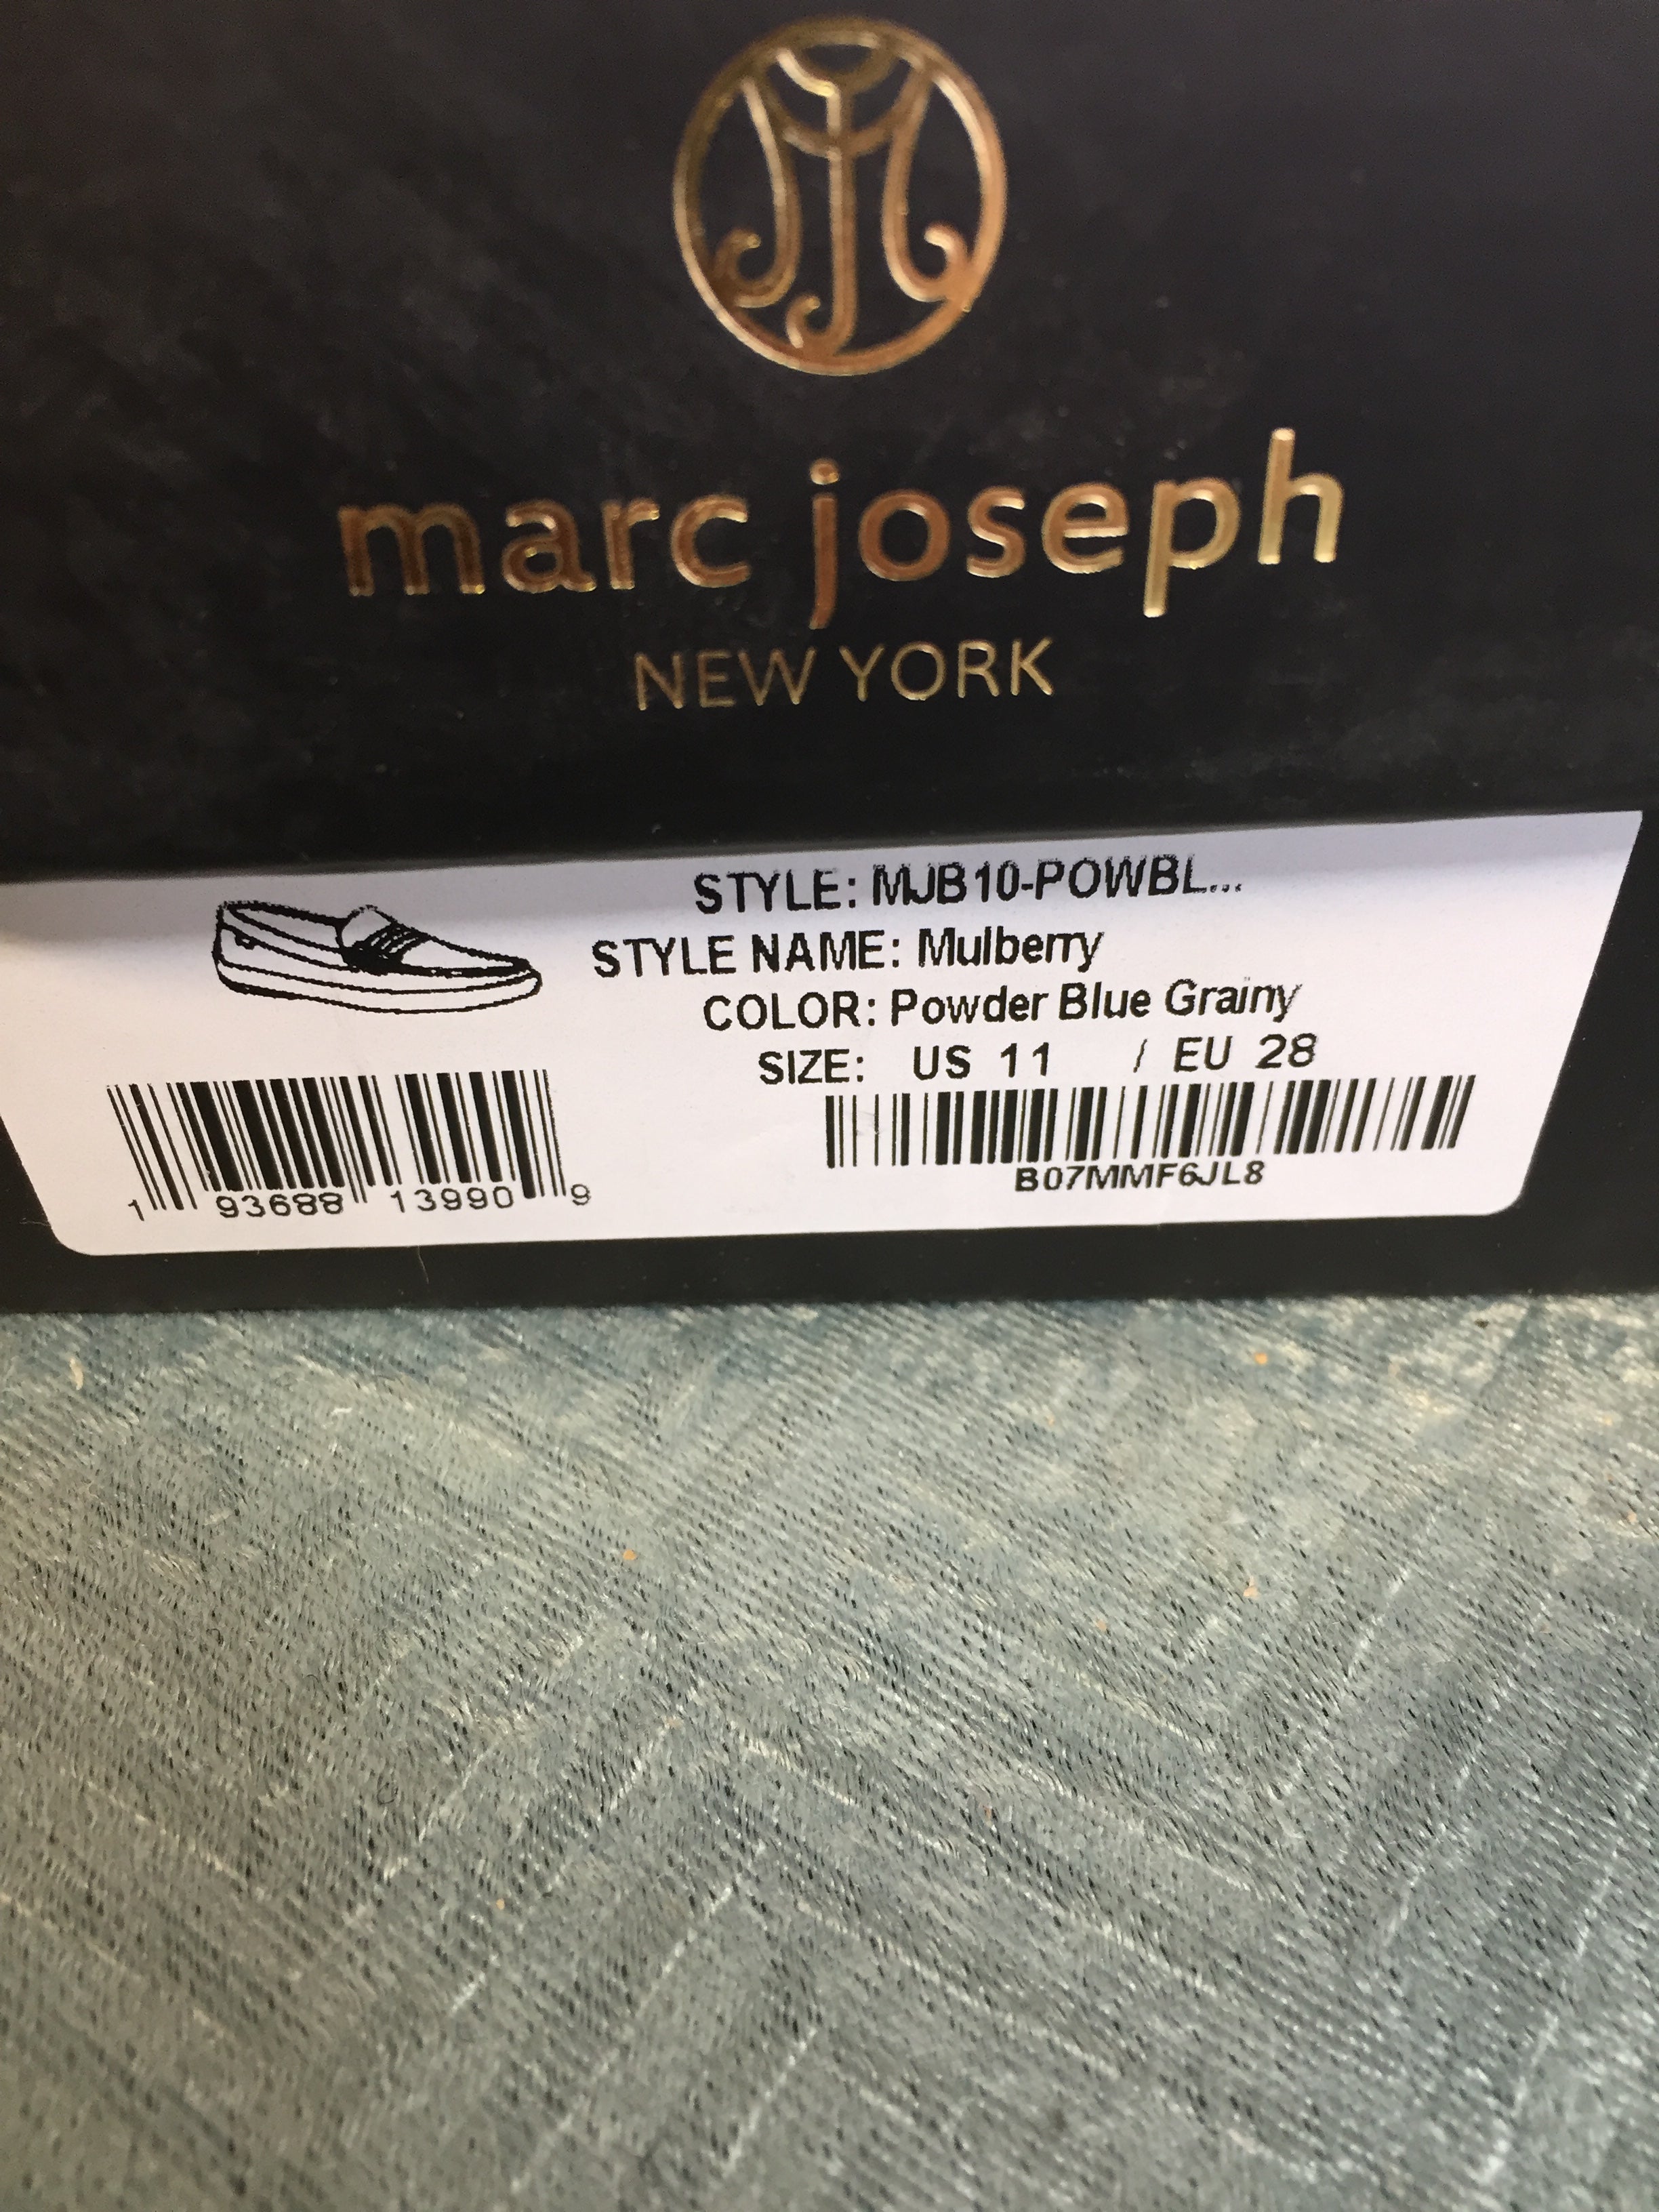 marc joseph
NEW YORK
STYLE: MJB10-POWBL...
STYLE NAME: Mulberry
COLOR: Powder Blue Grainy
SIZE: US 11 / EU 28
1 93688 13990 9
B07MMF6JL8